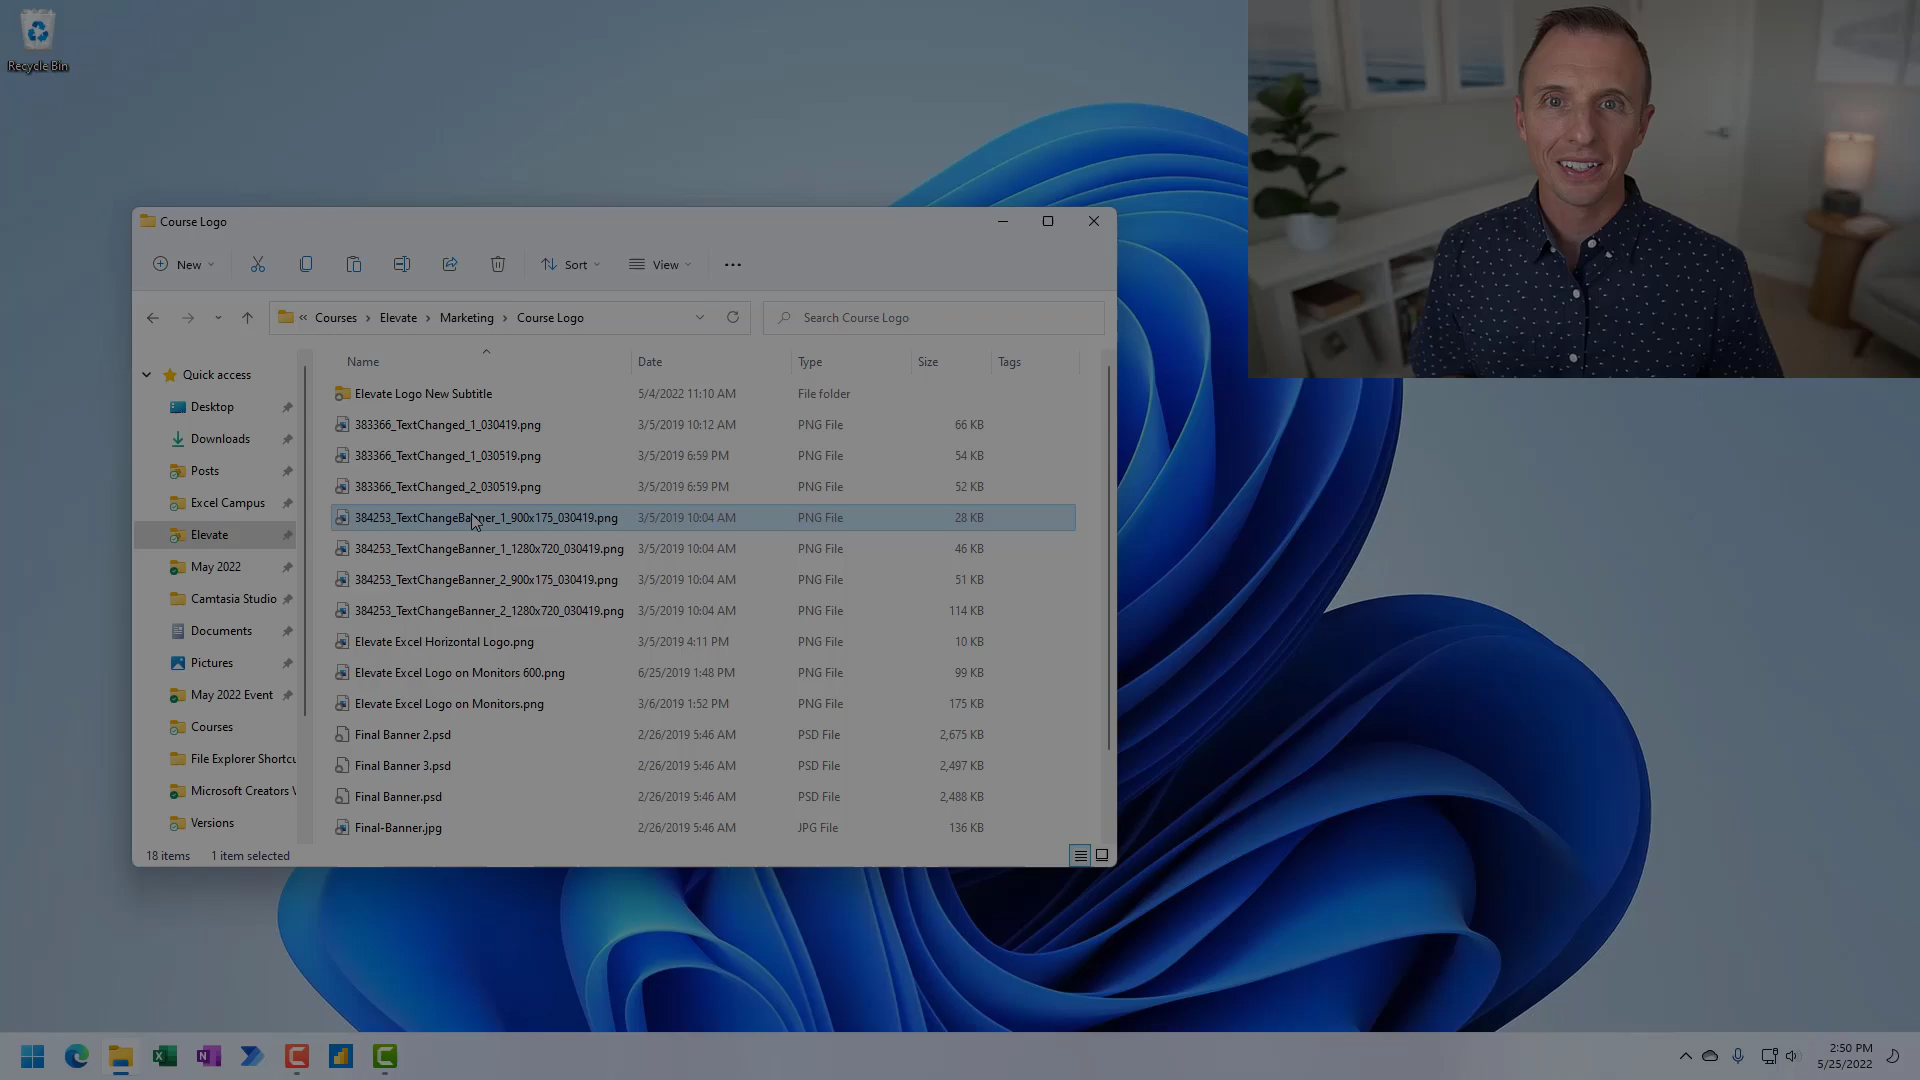 Recycle Bin
Course Logo
New
Sort
View
Courses > Elevate > Marketing > Course Logo
Search Course Logo
Name Date Type Size Tags
Quick access
Desktop
Downloads
Posts
Excel Campus
Elevate
May 2022
Camtasia Studio
Documents
Pictures
May 2022 Event
Courses
File Explorer Shortcu
Microsoft Creators
Versions
Elevate Logo New Subtitle 5/4/2022 11:10 AM File folder
383366_TextChanged_1_030419.png 3/5/2019 10:12 AM PNG File 66 KB
383366_TextChanged_1_030519.png 3/5/2019 6:59 PM PNG File 54 KB
383366_TextChanged_2_030519.png 3/5/2019 6:59 PM PNG File 52 KB
384253_TextChangeBanner_1_900x175_030419.png 3/5/2019 10:04 AM PNG File 28 KB
384253_TextChangeBanner_1_1280x720_030419.png 3/5/2019 10:04 AM PNG File 46 KB
384253_TextChangeBanner_2_900x175_030419.png 3/5/2019 10:04 AM PNG File 51 KB
384253_TextChangeBanner_2_1280x720_030419.png 3/5/2019 10:04 AM PNG File 114 KB
Elevate Excel Horizontal Logo.png 3/5/2019 4:11 PM PNG File 10 KB
Elevate Excel Logo on Monitors 600.png 6/25/2019 1:48 PM PNG File 99 KB
Elevate Excel Logo on Monitors.png 3/6/2019 1:52 PM PNG File 175 KB
Final Banner 2.psd 2/26/2019 5:46 AM PSD File 2,675 KB
Final Banner 3.psd 2/26/2019 5:46 AM PSD File 2,497 KB
Final Banner.psd 2/26/2019 5:46 AM PSD File 2,488 KB
Final-Banner.jpg 2/26/2019 5:46 AM JPG File 136 KB
18 items 1 item selected
2:50 PM
5/25/2022